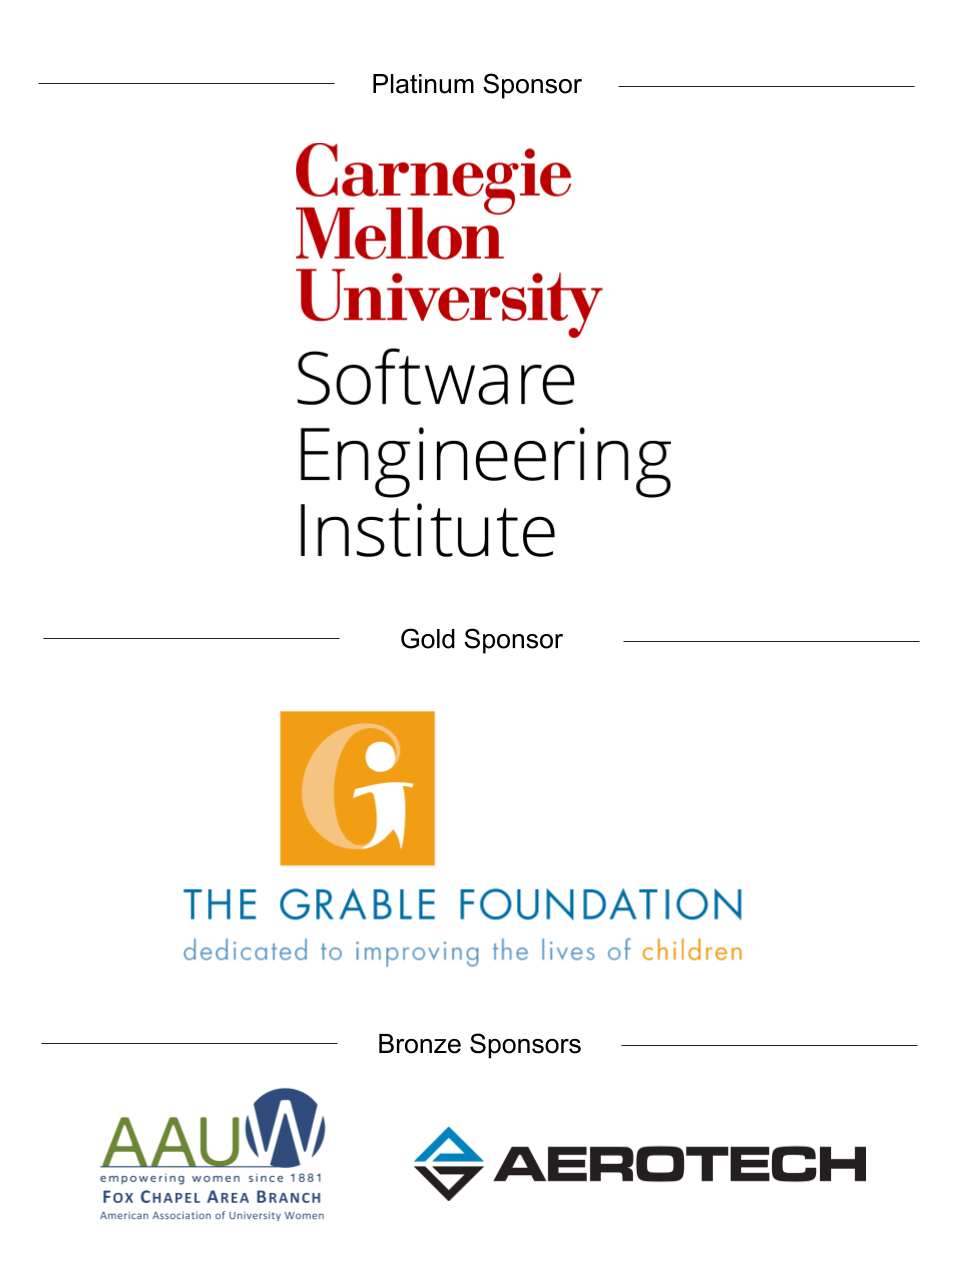 Platinum Sponsor
Carnegie
Mellon
University
Software
Engineering
Institute
Gold Sponsor
G
THE GRABLE FOUNDATION
dedicated to improving the lives of children
Bronze Sponsors
AAUW
empowering women since 1881
FOX CHAPEL AREA BRANCH
American Association of University Women
AEROTECH